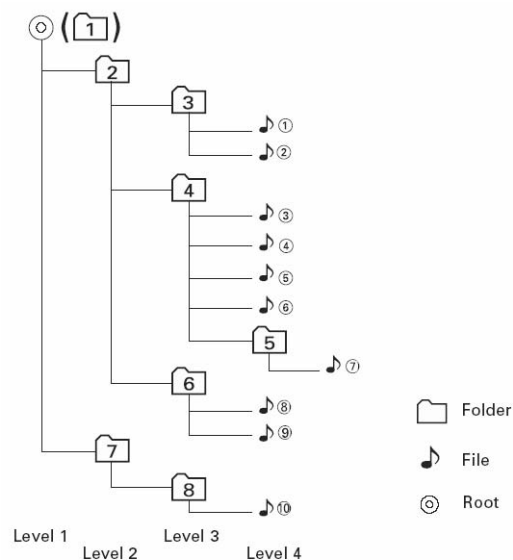 (1)
2
3
①
②
4
③
④
⑤
⑥
5
⑦
6
⑧
⑨
7
8
⑩
Folder
File
Root
Level 1
Level 2
Level 3
Level 4